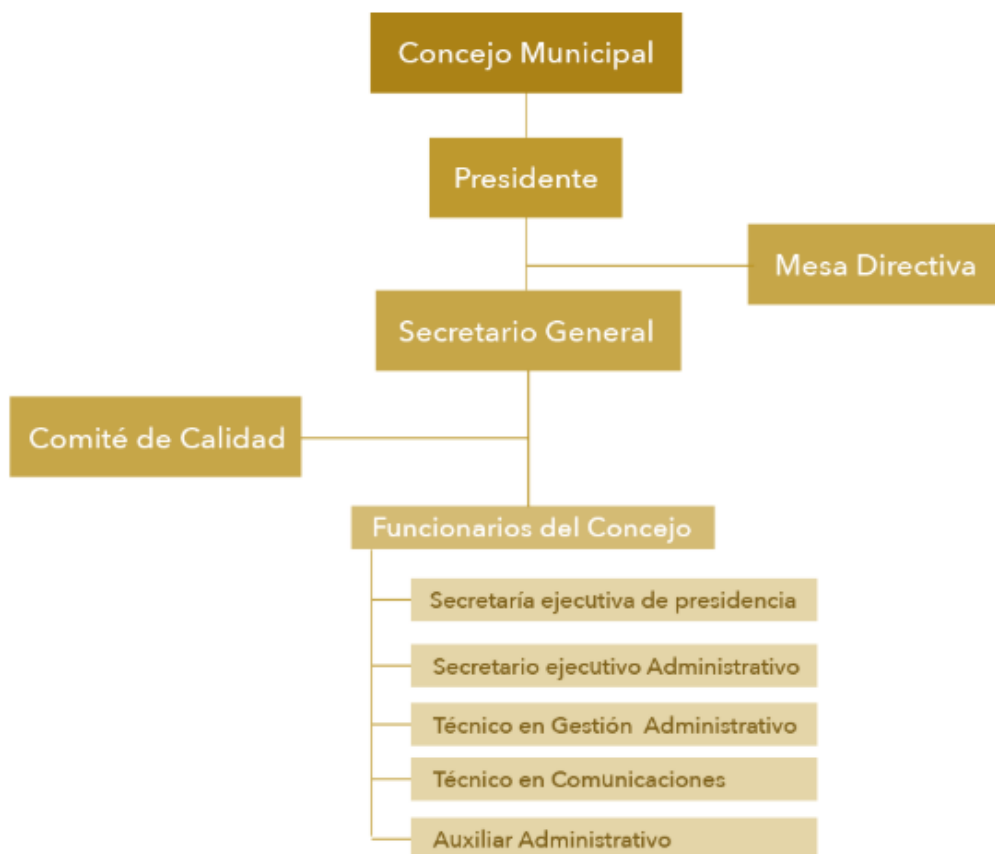 Concejo Municipal
Presidente
Mesa Directiva
Secretario General
Comité de Calidad
Funcionarios del Concejo
Secretaría ejecutiva de presidencia
Secretario ejecutivo Administrativo
Técnico en Gestión Administrativo
Técnico en Comunicaciones
Auxiliar Administrativo